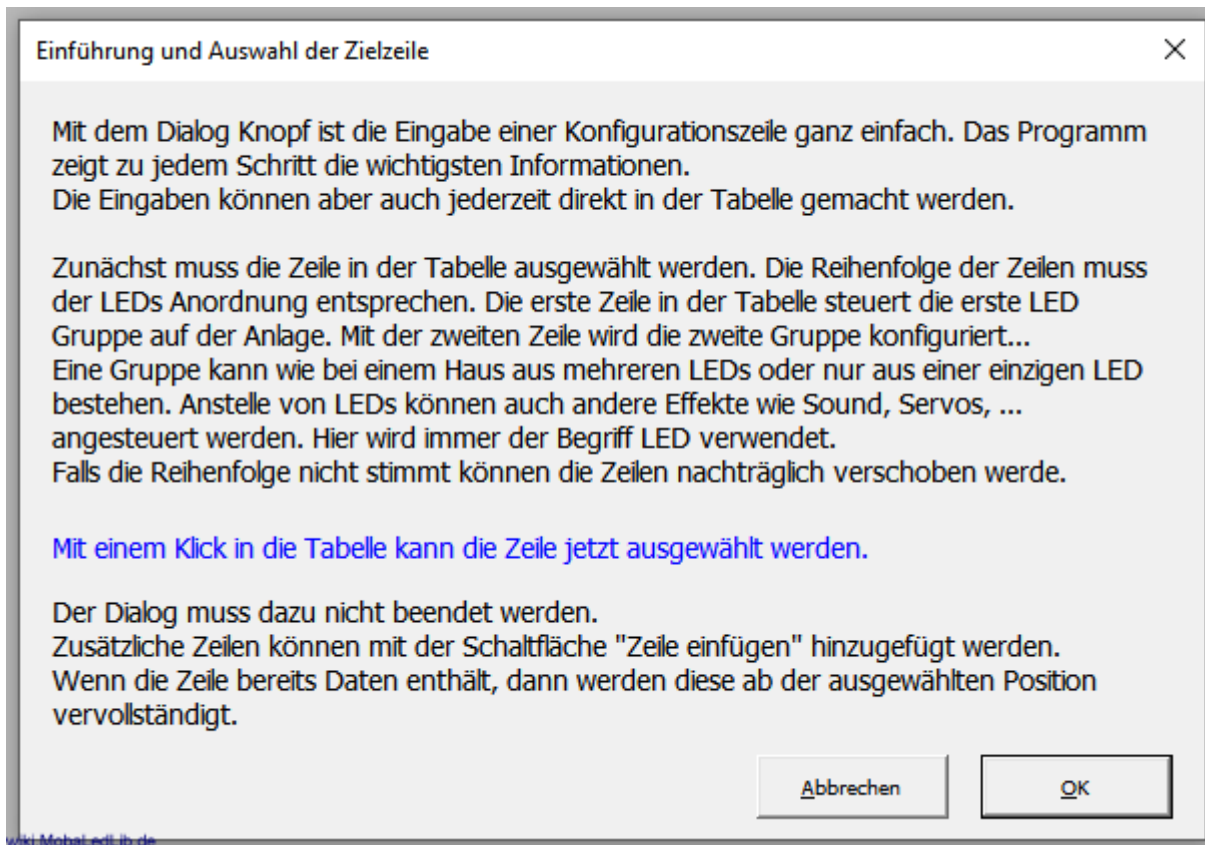 Einführung und Auswahl der Zielzeile
Mit dem Dialog Knopf ist die Eingabe einer Konfigurationszeile ganz einfach. Das Programm
zeigt zu jedem Schritt die wichtigsten Informationen.
Die Eingaben können aber auch jederzeit direkt in der Tabelle gemacht werden.
Zunächst muss die Zeile in der Tabelle ausgewählt werden. Die Reihenfolge der Zeilen muss
der LEDs Anordnung entsprechen. Die erste Zeile in der Tabelle steuert die erste LED
Gruppe auf der Anlage. Mit der zweiten Zeile wird die zweite Gruppe konfiguriert...
Eine Gruppe kann wie bei einem Haus aus mehreren LEDs oder nur aus einer einzigen LED
bestehen. Anstelle von LEDs können auch andere Effekte wie Sound, Servos, ...
angesteuert werden. Hier wird immer der Begriff LED verwendet.
Falls die Reihenfolge nicht stimmt können die Zeilen nachträglich verschoben werde.
Mit einem Klick in die Tabelle kann die Zeile jetzt ausgewählt werden.
Der Dialog muss dazu nicht beendet werden.
Zusätzliche Zeilen können mit der Schaltfläche "Zeile einfügen" hinzugefügt werden.
Wenn die Zeile bereits Daten enthält, dann werden diese ab der ausgewählten Position
vervollständigt.
Abbrechen
OK
wiki.MobaLedLib.de